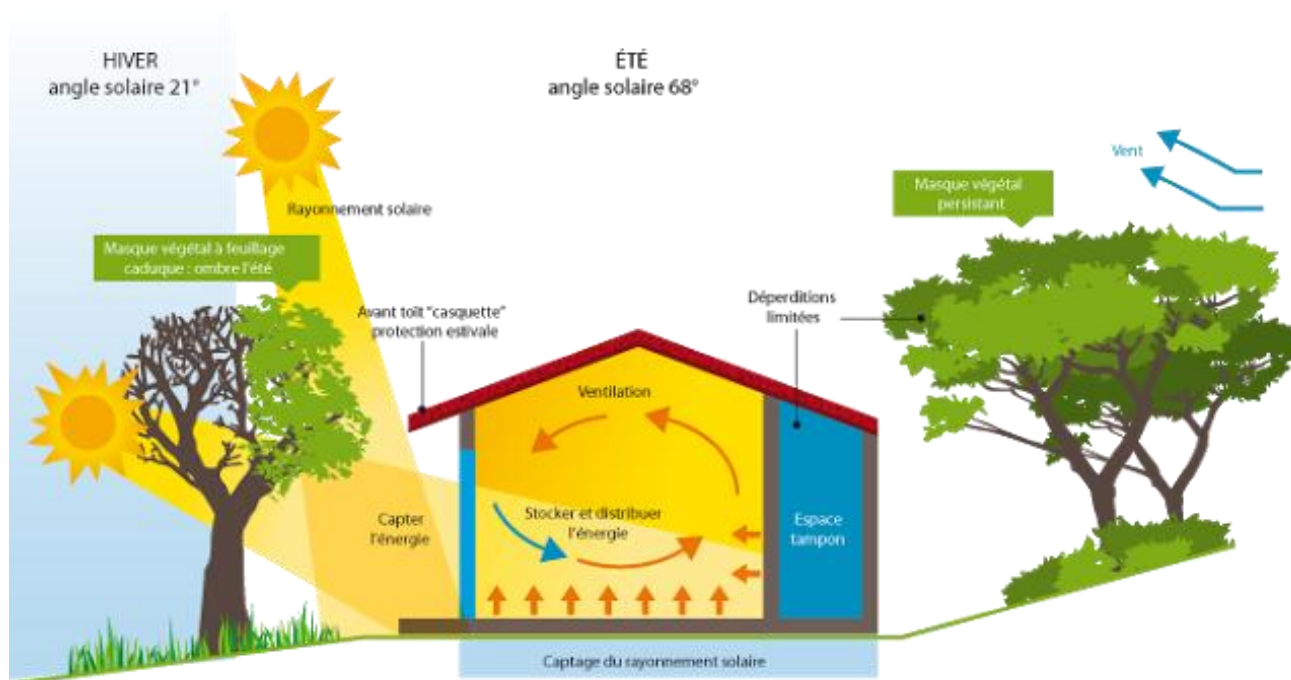 HIVER
angle solaire 21°
ÉTÉ
angle solaire 68°
Vent
Masque végétal
persistant
Rayonnement solaire
Masque végétal à feuillage
caduque : ombre l'été
Avant toît "casquette"
protection estivale
Déperditions
limitées
Ventilation
Capter
l'énergie
Stocker et distribuer
l'énergie
Espace
tampon
Captage du rayonnement solaire